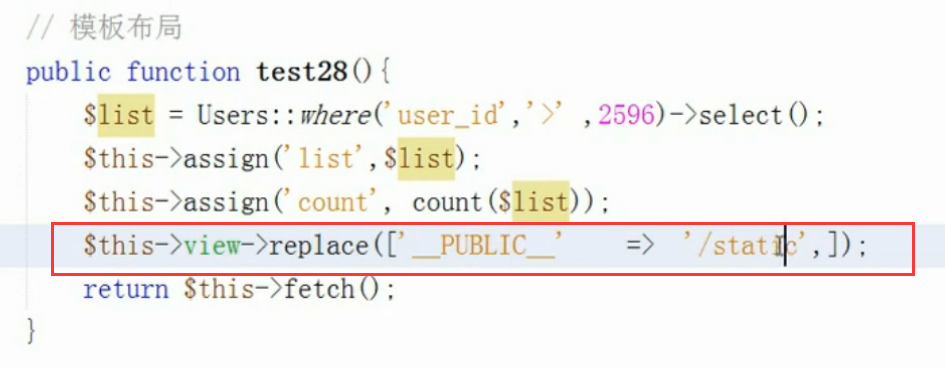 // 模板布局
public function test28(){
$list = Users::where('user_id','>' ,2596)->select();
$this->assign('list',$list);
$this->assign('count', count($list));
$this->view->replace(['__PUBLIC__'    =>  '/static',]);
return $this->fetch();
}